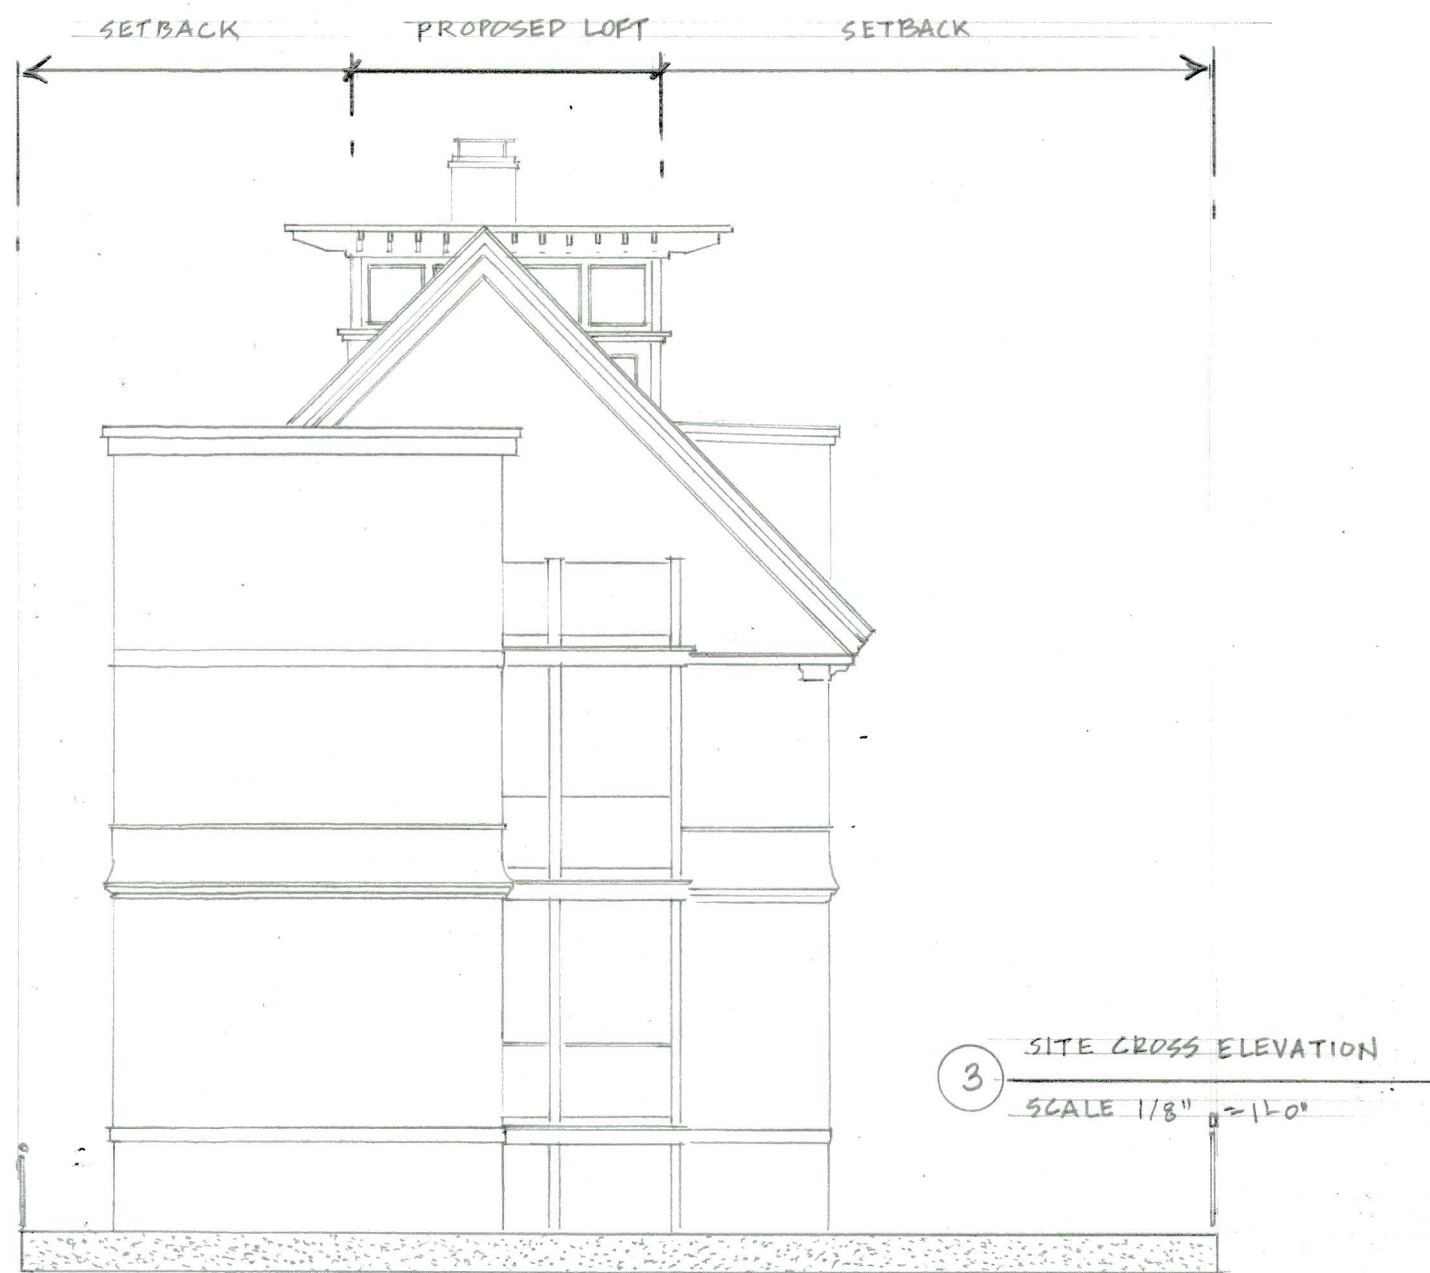 SETBACK PROPOSED LOFT SETBACK
3
SITE CROSS ELEVATION
SCALE 1/8" = 1'-0"